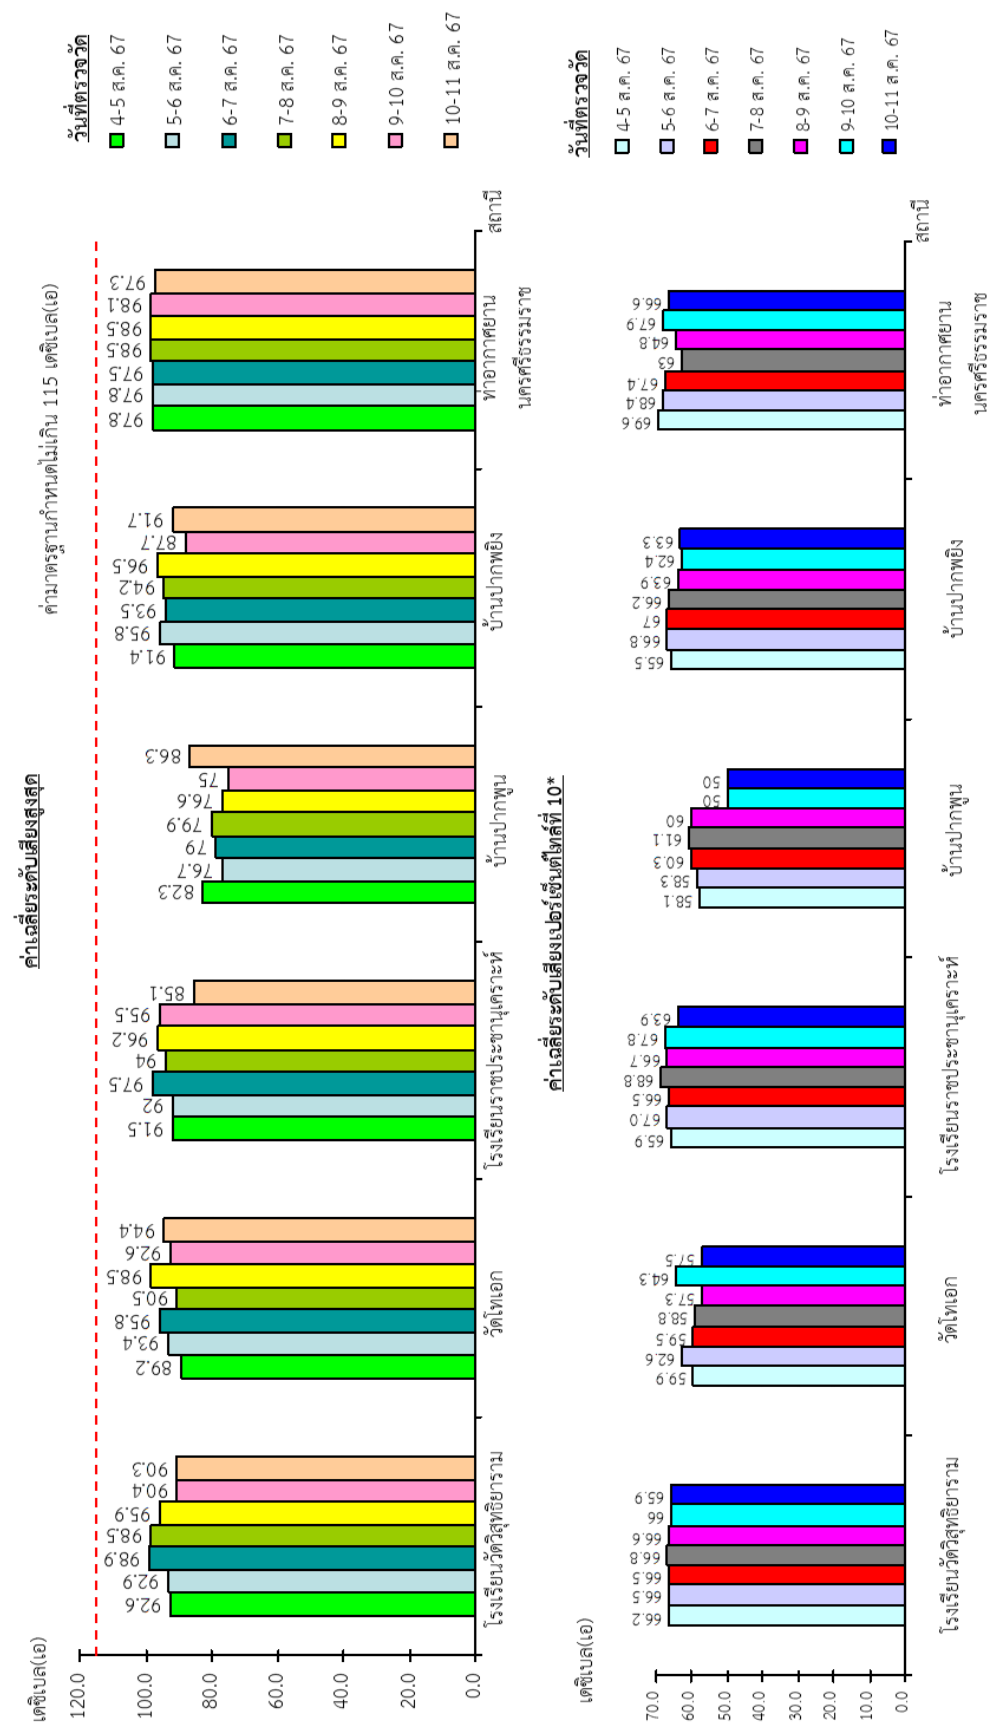 ค่าเฉลี่ยระดับเสียงสูงสุด
เดซิเบล(เอ)
ค่ามาตรฐานกำหนดไม่เกิน 115 เดซิเบล(เอ)
120.0
100.0
80.0
60.0
40.0
20.0
0.0
92.6 92.9 98.9 98.5 95.9 90.4 90.3
89.2 93.4 95.8 90.5 98.5 92.6 94.4
91.5 92 97.5 94 96.2 95.5 85.1
82.3 76.7 79 79.9 76.6 75 86.3
91.4 95.8 93.5 94.2 96.5 87.7 91.7
97.8 97.8 97.5 98.5 98.5 98.1 97.3
โรงเรียนวัดวิสุทธิยาราม
วัดโทเอก
โรงเรียนราชประชานุเคราะห์
บ้านปากพูน
บ้านปากพยิง
ท่าอากาศยาน
นครศรีธรรมราช
สถานี
วันที่ตรวจวัด
4-5 ส.ค. 67
5-6 ส.ค. 67
6-7 ส.ค. 67
7-8 ส.ค. 67
8-9 ส.ค. 67
9-10 ส.ค. 67
10-11 ส.ค. 67
ค่าเฉลี่ยระดับเสียงเปอร์เซ็นต์ไทล์ที่ 10*
เดซิเบล(เอ)
70.0
60.0
50.0
40.0
30.0
20.0
10.0
0.0
66.2 66.5 66.5 66.8 66.6 66 65.9
59.9 62.6 59.5 58.8 57.3 64.3 57.5
65.9 67.0 66.5 68.8 66.7 67.8 63.9
58.1 58.3 60.3 61.1 60 50 50
65.5 66.8 67 66.2 63.9 62.4 63.3
69.6 68.4 67.4 63 64.8 67.9 66.6
โรงเรียนวัดวิสุทธิยาราม
วัดโทเอก
โรงเรียนราชประชานุเคราะห์
บ้านปากพูน
บ้านปากพยิง
ท่าอากาศยาน
นครศรีธรรมราช
สถานี
วันที่ตรวจวัด
4-5 ส.ค. 67
5-6 ส.ค. 67
6-7 ส.ค. 67
7-8 ส.ค. 67
8-9 ส.ค. 67
9-10 ส.ค. 67
10-11 ส.ค. 67